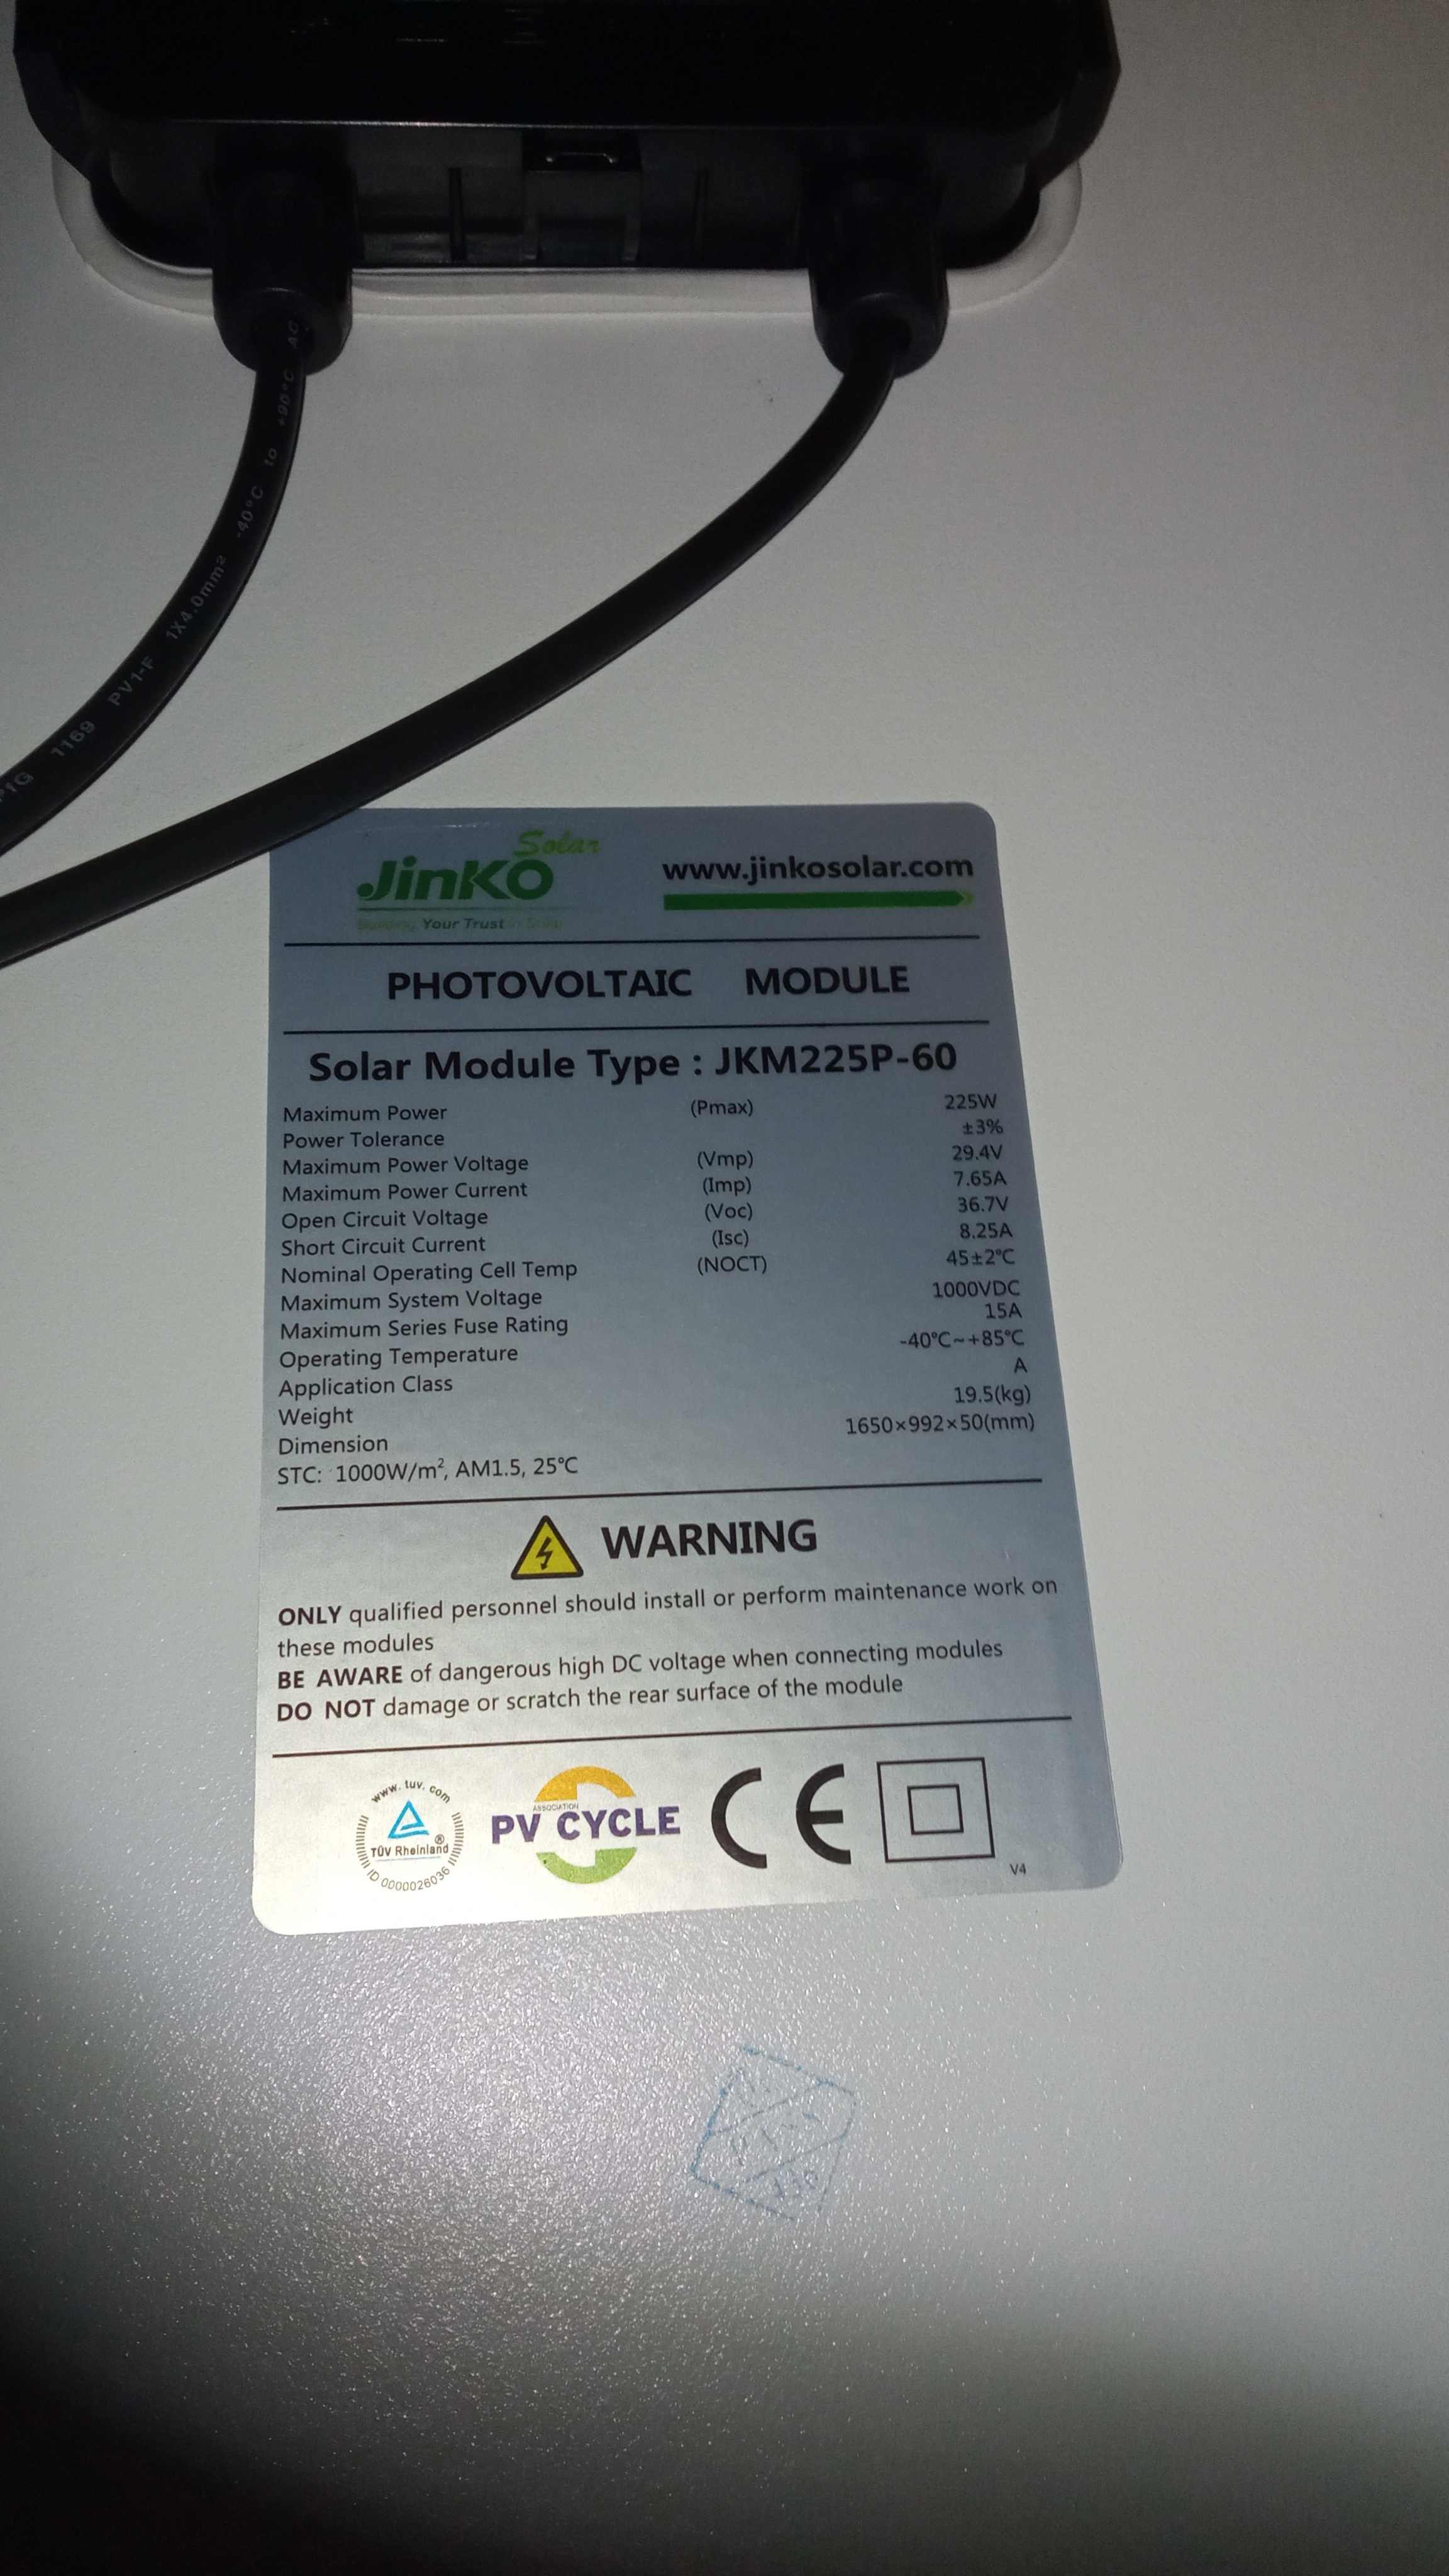 AC
P1G 1169 PV1-F 1X4.0mm² -40°C to +90°C
Solar
JinKO
Building Your Trust in Solar
www.jinkosolar.com
PHOTOVOLTAIC MODULE
Solar Module Type : JKM225P-60
Maximum Power (Pmax) 225W
Power Tolerance ±3%
Maximum Power Voltage (Vmp) 29.4V
Maximum Power Current (Imp) 7.65A
Open Circuit Voltage (Voc) 36.7V
Short Circuit Current (Isc) 8.25A
Nominal Operating Cell Temp (NOCT) 45±2℃
Maximum System Voltage 1000VDC
Maximum Series Fuse Rating 15A
Operating Temperature -40℃~+85℃
Application Class A
Weight 19.5(kg)
Dimension 1650×992×50(mm)
STC: 1000W/m², AM1.5, 25℃
WARNING
ONLY qualified personnel should install or perform maintenance work on
these modules
BE AWARE of dangerous high DC voltage when connecting modules
DO NOT damage or scratch the rear surface of the module
www.tuv.com
TÜV Rheinland ®
ID 0000026036
ASSOCIATION
PV CYCLE
CE
V4